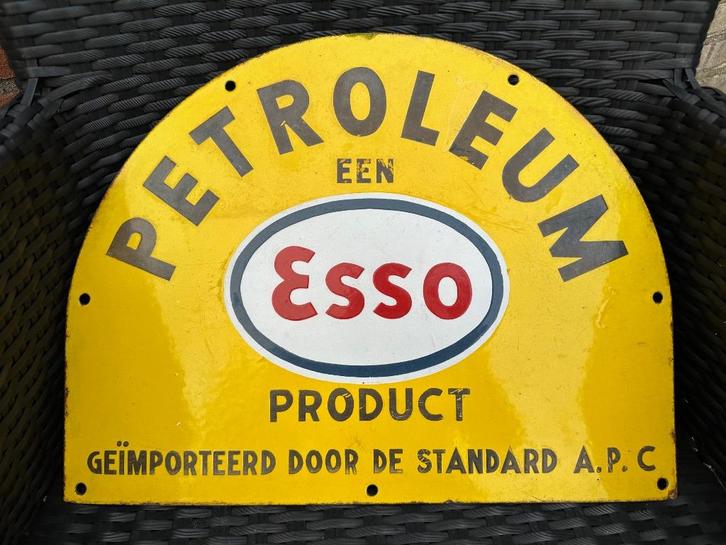 PETROLEUM
EEN
Esso
PRODUCT
GEÏMPORTEERD DOOR DE STANDARD A.P.C